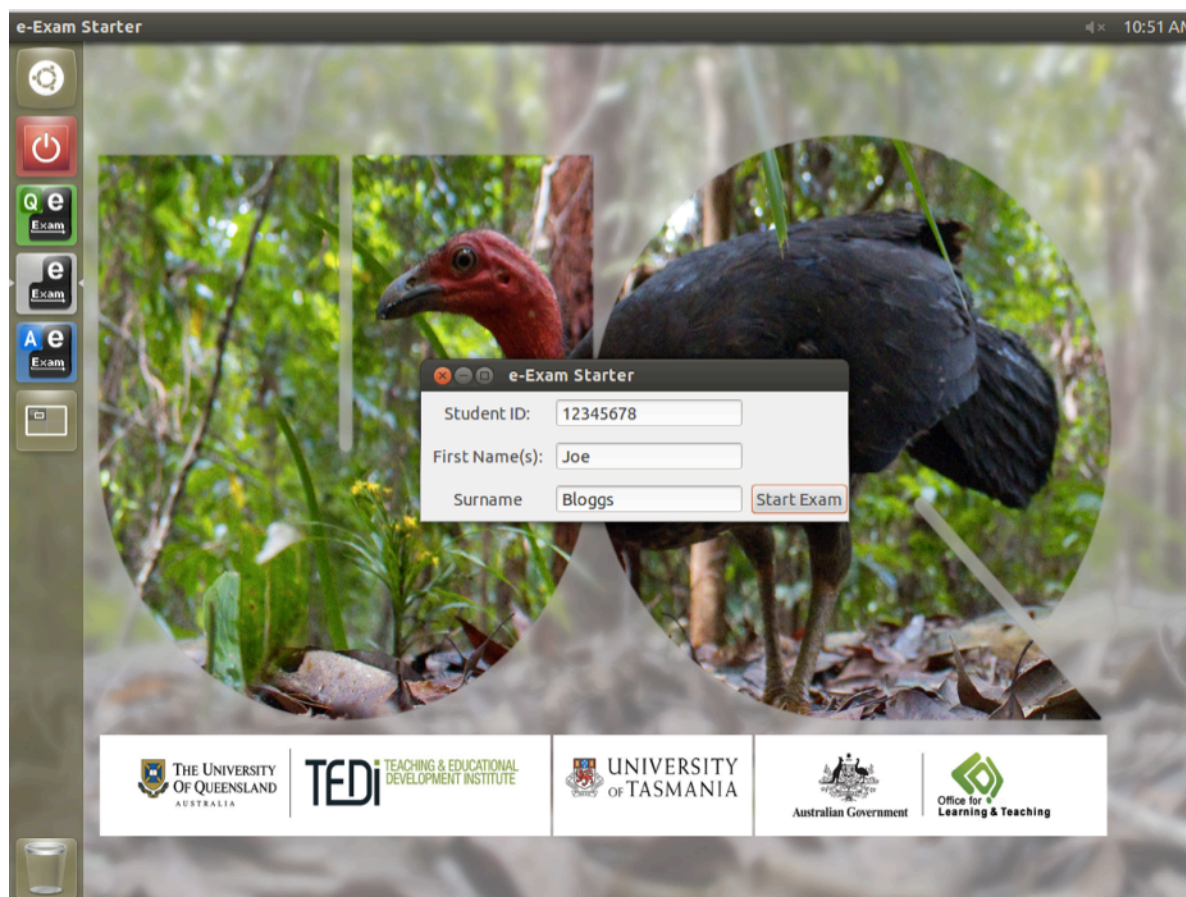 e-Exam Starter
10:51 AM
Q e
Exam
e
Exam
A e
Exam
e-Exam Starter
Student ID: 12345678
First Name(s): Joe
Surname Bloggs Start Exam
THE UNIVERSITY
OF QUEENSLAND
AUSTRALIA
TEDi TEACHING & EDUCATIONAL
DEVELOPMENT INSTITUTE
UNIVERSITY
OF TASMANIA
Australian Government
Office for
Learning & Teaching